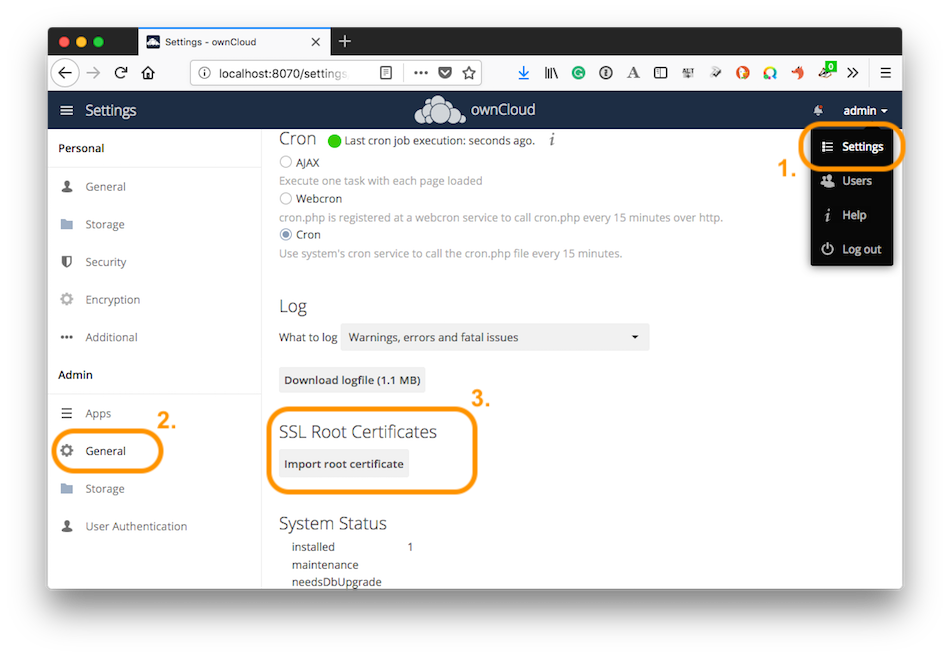 Settings - ownCloud
localhost:8070/settings
0
Settings
ownCloud
admin
1.
Settings
Users
Help
Log out
Personal
General
Storage
Security
Encryption
Additional
Admin
2.
Apps
General
Storage
User Authentication
Cron
Last cron job execution: seconds ago.
i
AJAX
Execute one task with each page loaded
Webcron
cron.php is registered at a webcron service to call cron.php every 15 minutes over http.
Cron
Use system's cron service to call the cron.php file every 15 minutes.
Log
What to log
Warnings, errors and fatal issues
Download logfile (1.1 MB)
3.
SSL Root Certificates
Import root certificate
System Status
installed 1
maintenance
needsDbUpgrade